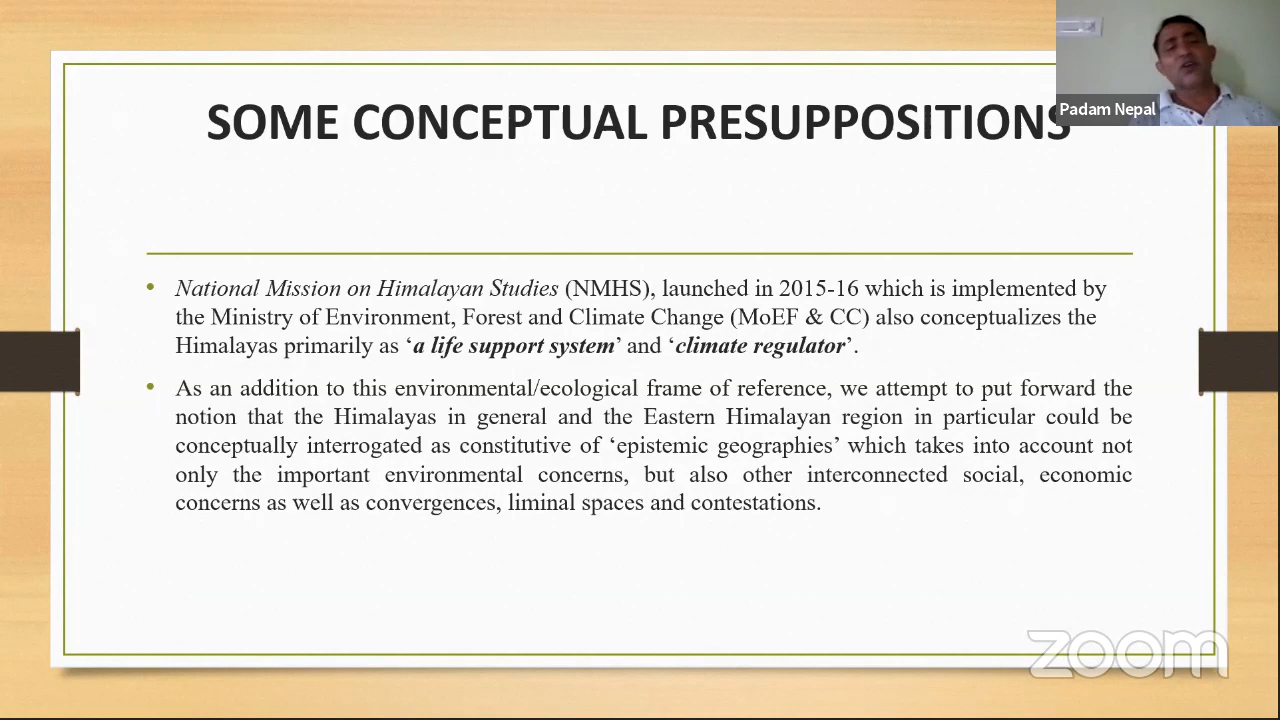 SOME CONCEPTUAL PRESUPPOSITIONS
Padam Nepal
• National Mission on Himalayan Studies (NMHS), launched in 2015-16 which is implemented by
the Ministry of Environment, Forest and Climate Change (MoEF & CC) also conceptualizes the
Himalayas primarily as ‘a life support system’ and ‘climate regulator’.
• As an addition to this environmental/ecological frame of reference, we attempt to put forward the
notion that the Himalayas in general and the Eastern Himalayan region in particular could be
conceptually interrogated as constitutive of ‘epistemic geographies’ which takes into account not
only the important environmental concerns, but also other interconnected social, economic
concerns as well as convergences, liminal spaces and contestations.
zoom